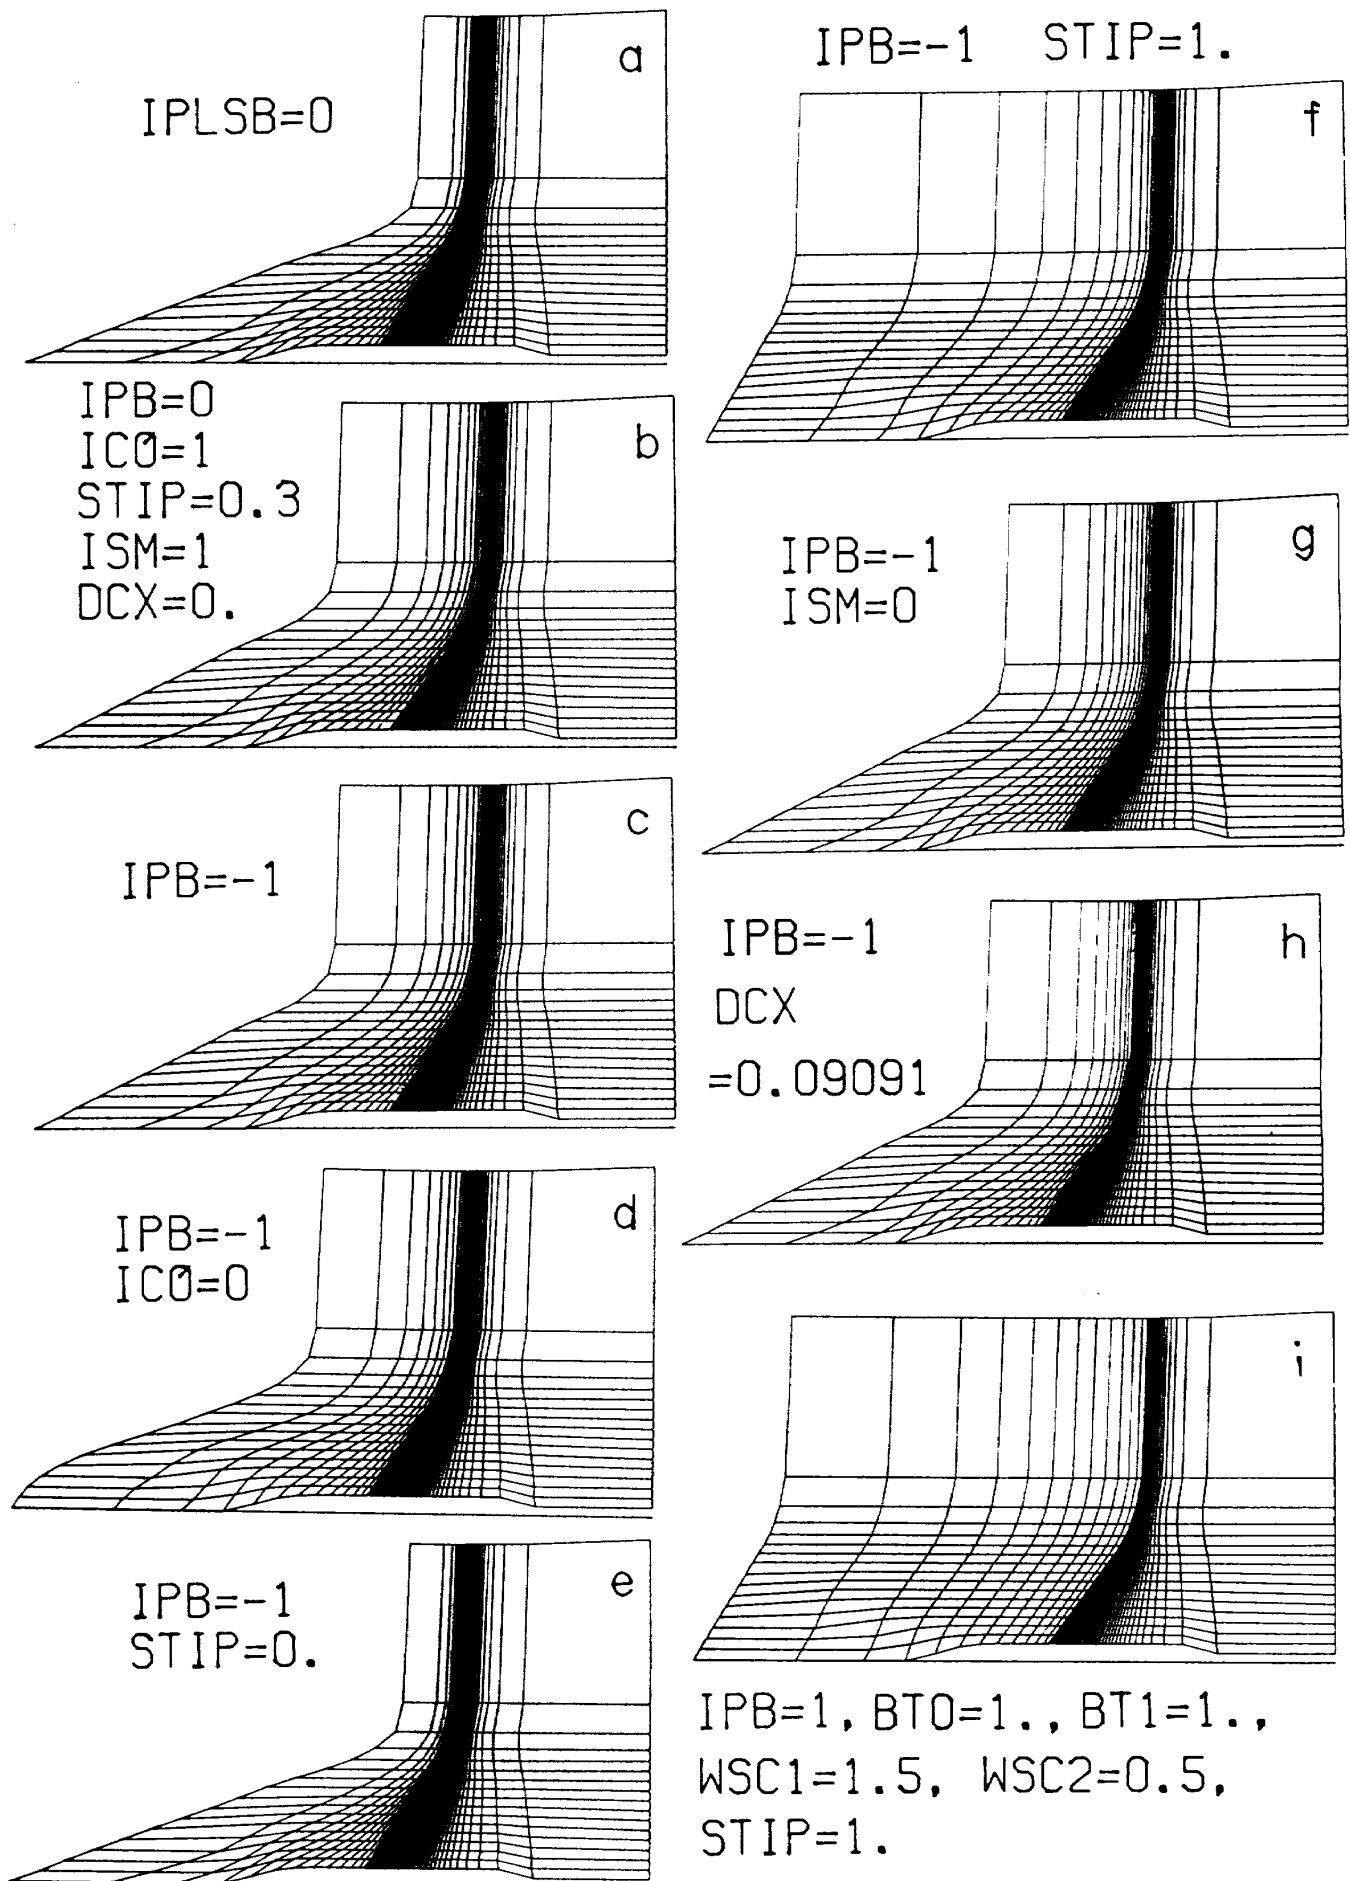 a
IPLSB=0
IPB=0
ICO=1
STIP=0.3
ISM=1
DCX=0.
b
c
IPB=-1
d
IPB=-1
ICO=0
e
IPB=-1
STIP=0.
IPB=-1 STIP=1.
f
g
IPB=-1
ISM=0
h
IPB=-1
DCX
=0.09091
i
IPB=1, BT0=1., BT1=1.,
WSC1=1.5, WSC2=0.5,
STIP=1.